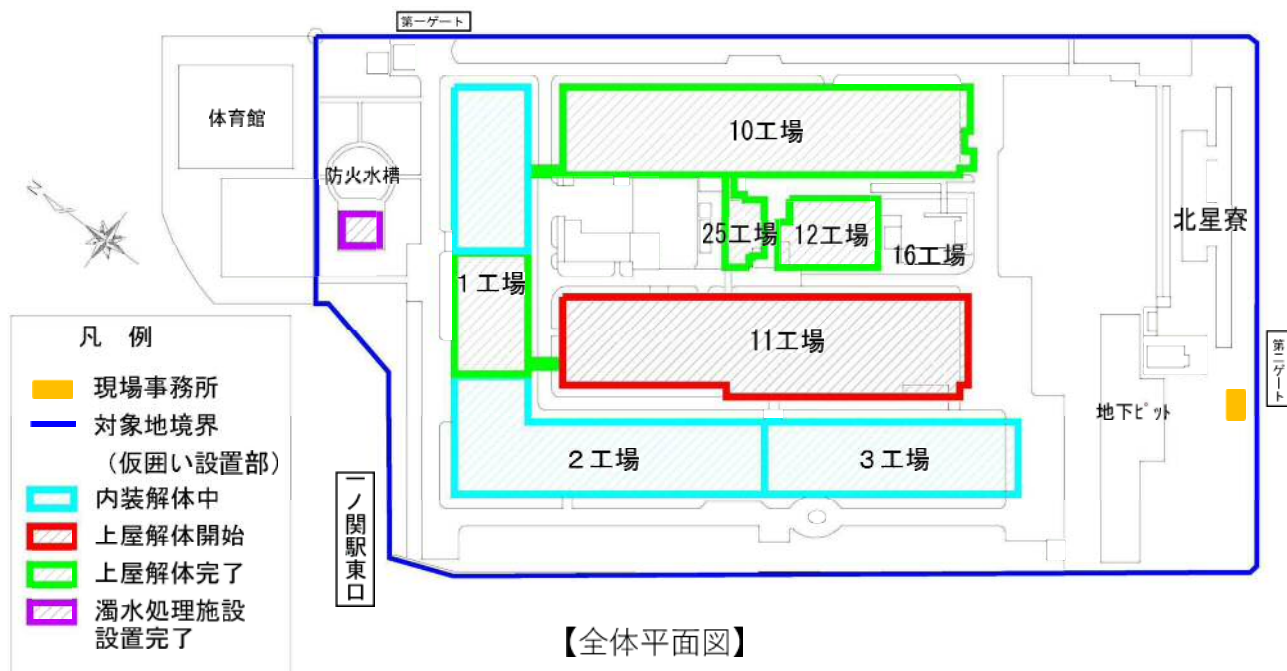 第一ゲート
体育館
防火水槽
10工場
25工場
12工場
16工場
北星寮
1工場
11工場
第二ゲート
地下ﾋﾟｯﾄ
2工場
3工場
一ノ関駅東口
N
凡 例
現場事務所
対象地境界
(仮囲い設置部)
内装解体中
上屋解体開始
上屋解体完了
濁水処理施設
設置完了
【全体平面図】